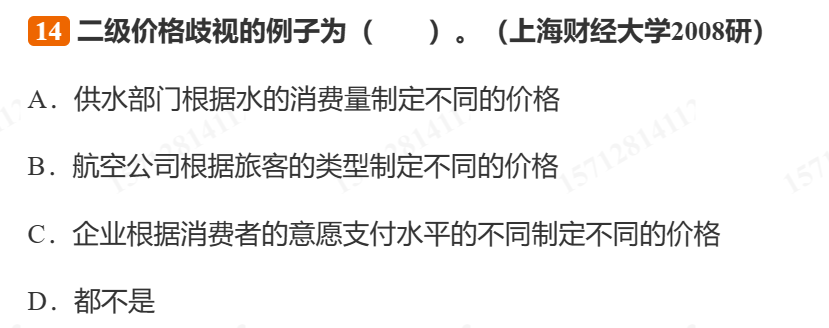 14 二级价格歧视的例子为（　　）。（上海财经大学2008研）
A．供水部门根据水的消费量制定不同的价格
B．航空公司根据旅客的类型制定不同的价格
C．企业根据消费者的意愿支付水平的不同制定不同的价格
D．都不是